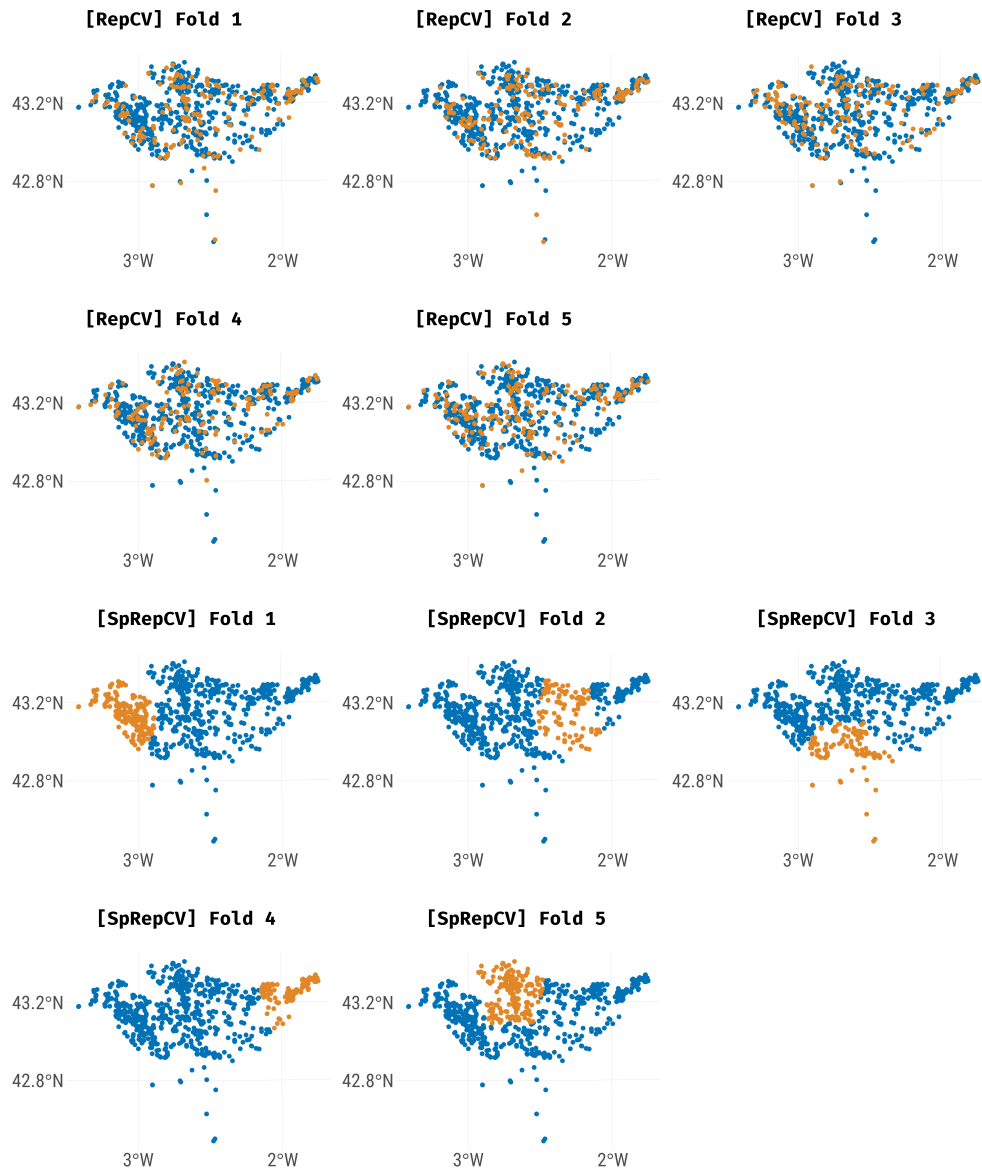 [RepCV] Fold 1
[RepCV] Fold 2
[RepCV] Fold 3
43.2°N
43.2°N
43.2°N
42.8°N
42.8°N
42.8°N
3°W
2°W
3°W
2°W
3°W
2°W
[RepCV] Fold 4
[RepCV] Fold 5
43.2°N
43.2°N
42.8°N
42.8°N
3°W
2°W
3°W
2°W
[SpRepCV] Fold 1
[SpRepCV] Fold 2
[SpRepCV] Fold 3
43.2°N
43.2°N
43.2°N
42.8°N
42.8°N
42.8°N
3°W
2°W
3°W
2°W
3°W
2°W
[SpRepCV] Fold 4
[SpRepCV] Fold 5
43.2°N
43.2°N
42.8°N
42.8°N
3°W
2°W
3°W
2°W